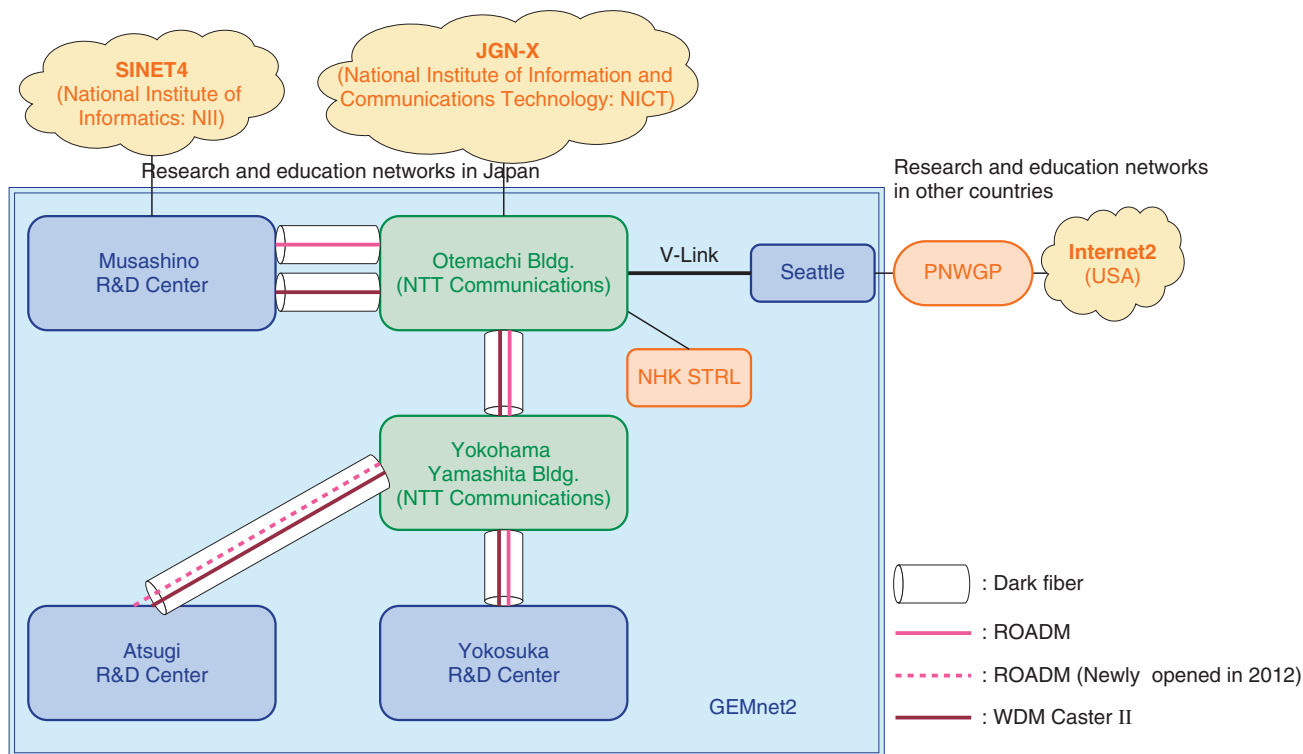 SINET4
(National Institute of
Informatics: NII)
JGN-X
(National Institute of Information and
Communications Technology: NICT)
Research and education networks in Japan
Research and education networks
in other countries
Musashino
R&D Center
Otemachi Bldg.
(NTT Communications)
V-Link
Seattle
PNWGP
Internet2
(USA)
NHK STRL
Yokohama
Yamashita Bldg.
(NTT Communications)
Atsugi
R&D Center
Yokosuka
R&D Center
GEMnet2
: Dark fiber
: ROADM
: ROADM (Newly opened in 2012)
: WDM Caster II